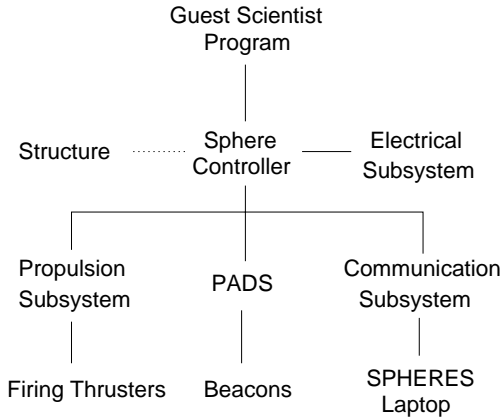 Guest Scientist
Program
Structure
Sphere
Controller
Electrical
Subsystem
Propulsion
Subsystem
PADS
Communication
Subsystem
Firing Thrusters
Beacons
SPHERES
Laptop